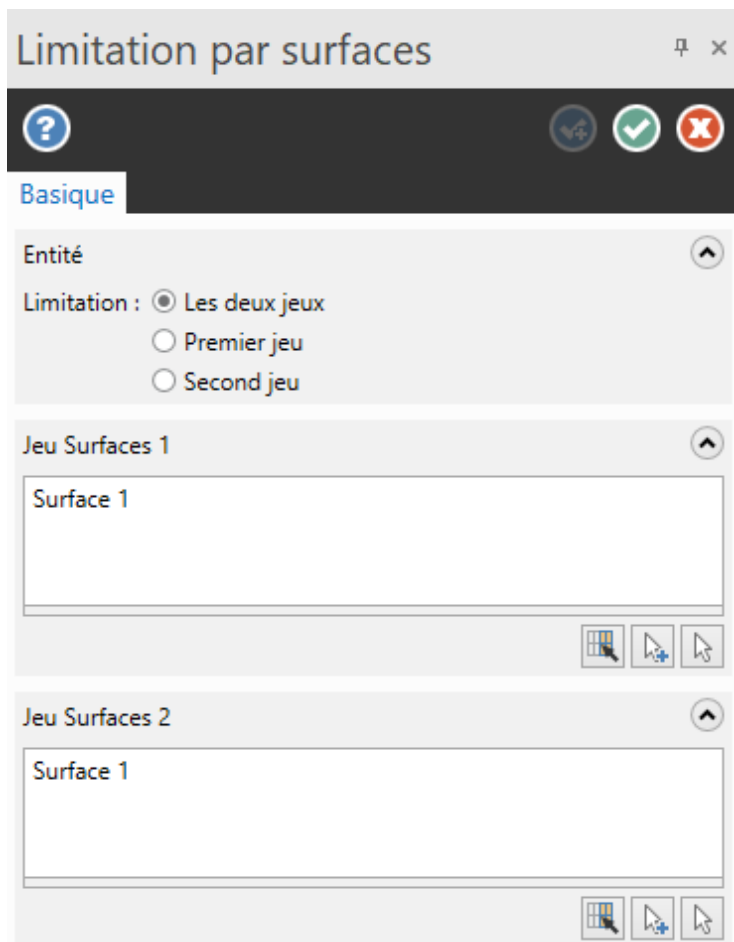 Limitation par surfaces
Basique
Entité
Limitation : Les deux jeux
Premier jeu
Second jeu
Jeu Surfaces 1
Surface 1
Jeu Surfaces 2
Surface 1